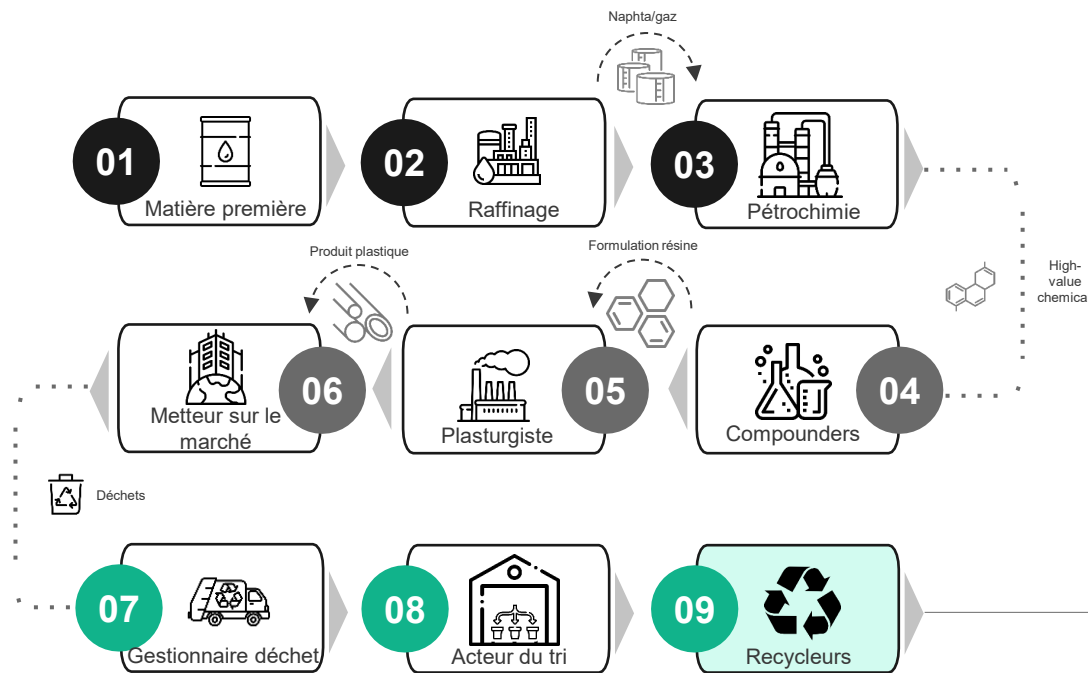 Naphta/gaz
01
Matière première
02
Raffinage
03
Pétrochimie
Produit plastique
Formulation résine
High-
value
chemica
06
Metteur sur le
marché
05
Plasturgiste
04
Compounders
Déchets
07
Gestionnaire déchet
08
Acteur du tri
09
Recycleurs